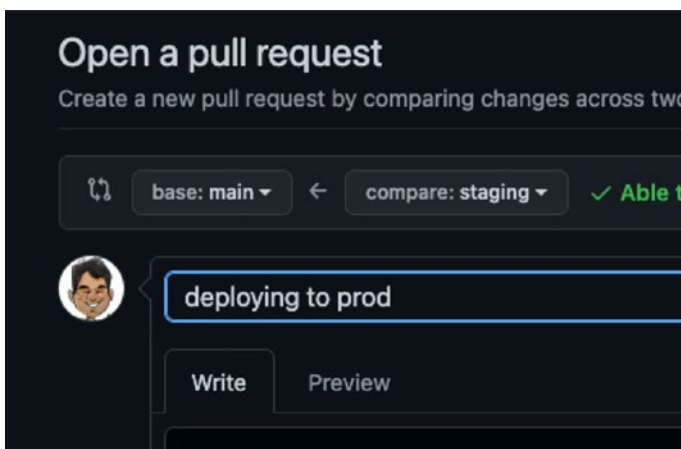 Open a pull request
Create a new pull request by comparing changes across
base: main
compare: staging
Able
deploying to prod
Write
Preview